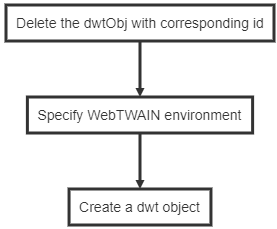 Delete the dwtObj with corresponding id
Specify WebTWAIN environment
Create a dwt object